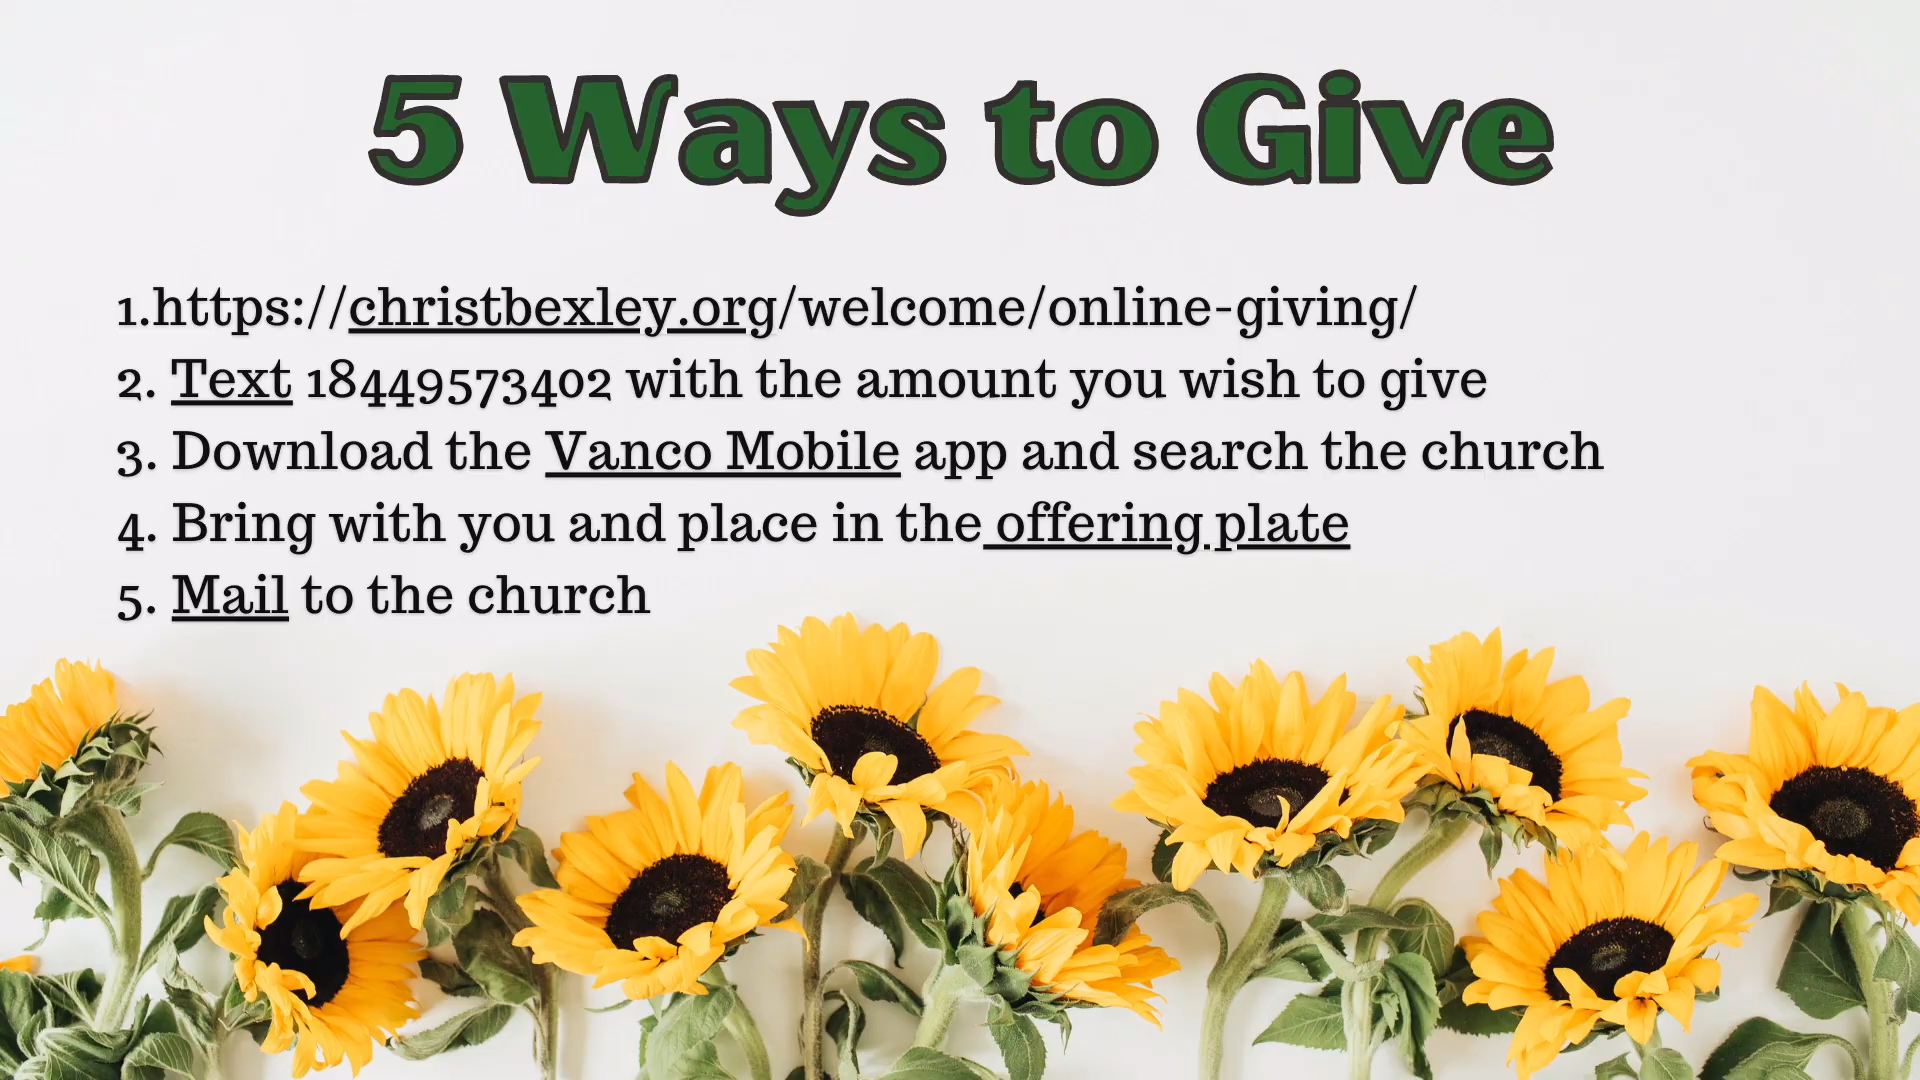 5 Ways to Give
1.https://christbexley.org/welcome/online-giving/
2. Text 18449573402 with the amount you wish to give
3. Download the Vanco Mobile app and search the church
4. Bring with you and place in the offering plate
5. Mail to the church